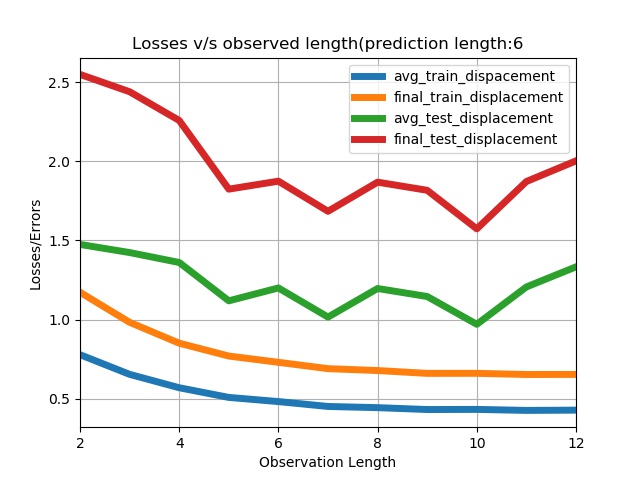 Losses v/s observed length(prediction length:6
avg_train_dispacement
final_train_displacement
avg_test_displacement
final_test_displacement
2.5
2.0
1.5
1.0
0.5
Losses/Errors
2 4 6 8 10 12
Observation Length